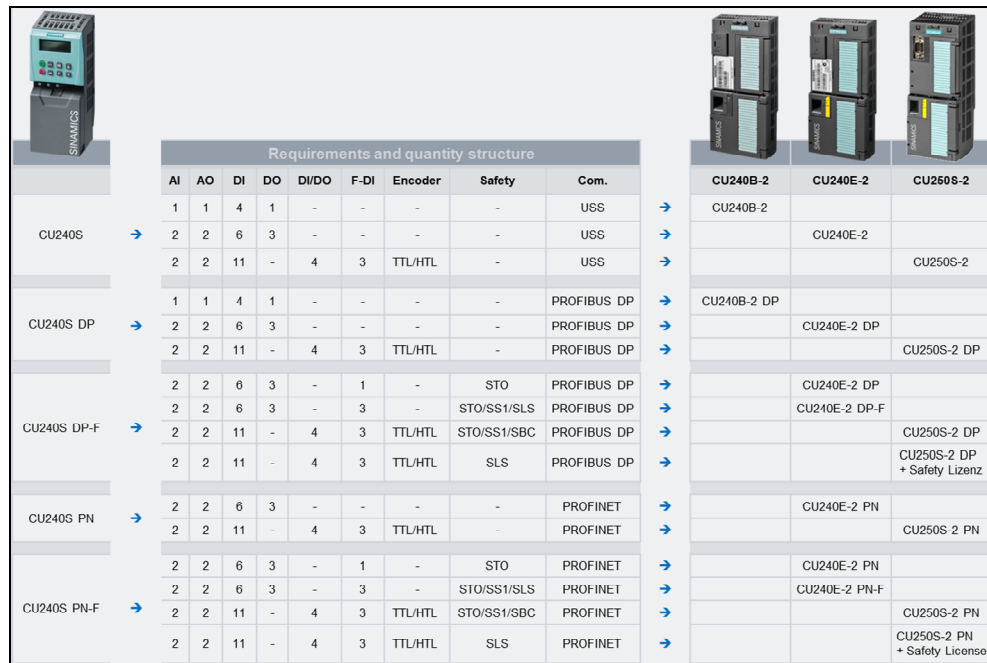 SINAMICS
SINAMICS
SINAMICS
SINAMICS
Requirements and quantity structure
AI AO DI DO DI/DO F-DI Encoder Safety Com. CU240B-2 CU240E-2 CU250S-2
1 1 4 1 - - - - USS → CU240B-2
CU240S → 2 2 6 3 - - - - USS → CU240E-2
2 2 11 - 4 3 TTL/HTL - USS → CU250S-2
1 1 4 1 - - - - PROFIBUS DP → CU240B-2 DP
CU240S DP → 2 2 6 3 - - - - PROFIBUS DP → CU240E-2 DP
2 2 11 - 4 3 TTL/HTL - PROFIBUS DP → CU250S-2 DP
2 2 6 3 - 1 - STO PROFIBUS DP → CU240E-2 DP
2 2 6 3 - 3 - STO/SS1/SLS PROFIBUS DP → CU240E-2 DP-F
CU240S DP-F → 2 2 11 - 4 3 TTL/HTL STO/SS1/SBC PROFIBUS DP → CU250S-2 DP
2 2 11 - 4 3 TTL/HTL SLS PROFIBUS DP → CU250S-2 DP
+ Safety Lizenz
2 2 6 3 - - - - PROFINET → CU240E-2 PN
CU240S PN → 2 2 11 - 4 3 TTL/HTL - PROFINET → CU250S-2 PN
2 2 6 3 - 1 - STO PROFINET → CU240E-2 PN
2 2 6 3 - 3 - STO/SS1/SLS PROFINET → CU240E-2 PN-F
CU240S PN-F → 2 2 11 - 4 3 TTL/HTL STO/SS1/SBC PROFINET → CU250S-2 PN
2 2 11 - 4 3 TTL/HTL SLS PROFINET → CU250S-2 PN
+ Safety License